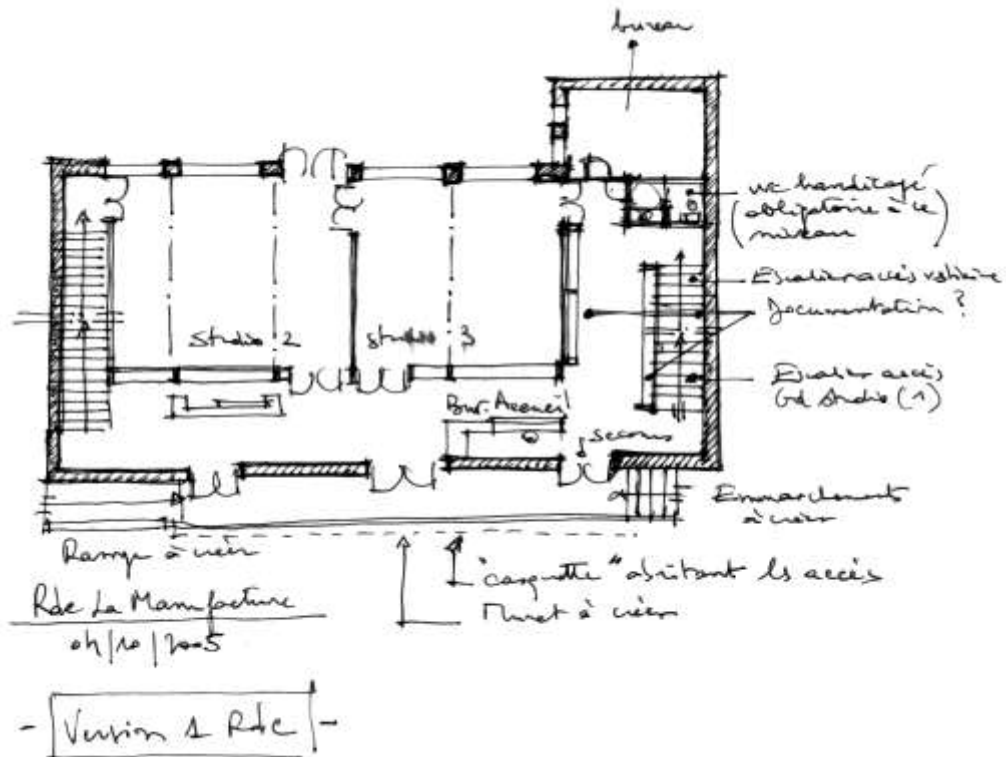 bureau
wc handicapé
(obligatoire à ce
niveau)
Escalier accès vestiaire
Documentation ?
Studio 2
studio 3
Bur. Accueil
Escalier accès
Gd Studio (1)
secours
Emmarchements
à créer
Rampe à créer
"casquette" abritant les accès
Muret à créer
Rdc La Manufacture
04/10/2005
- Version 1 Rdc -